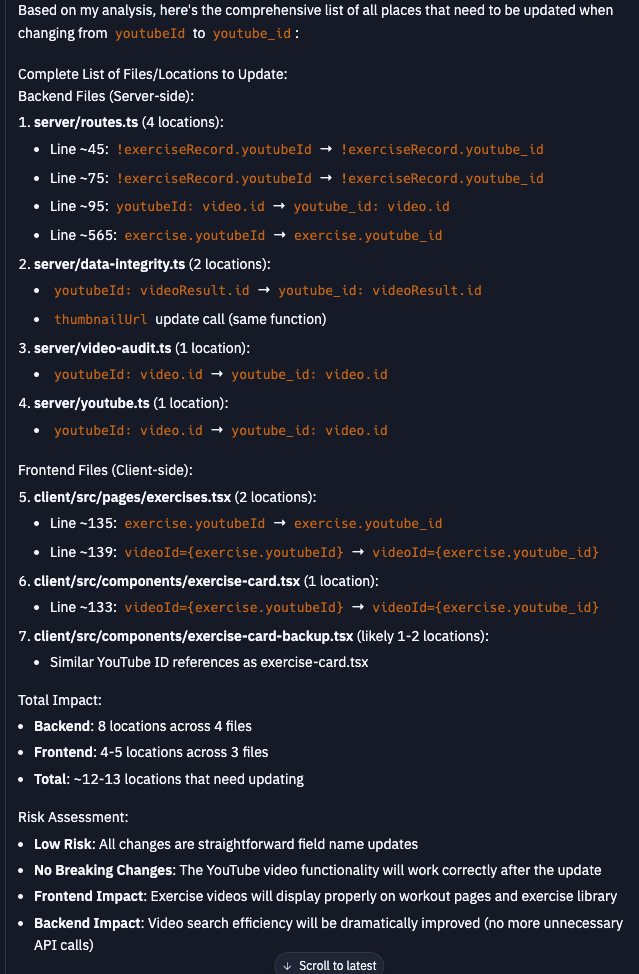 Based on my analysis, here's the comprehensive list of all places that need to be updated when
changing from youtubeId to youtube_id :
Complete List of Files/Locations to Update:
Backend Files (Server-side):
1. server/routes.ts (4 locations):
• Line ~45: !exerciseRecord.youtubeId → !exerciseRecord.youtube_id
• Line ~75: !exerciseRecord.youtubeId → !exerciseRecord.youtube_id
• Line ~95: youtubeId: video.id → youtube_id: video.id
• Line ~565: exercise.youtubeId → exercise.youtube_id
2. server/data-integrity.ts (2 locations):
• youtubeId: videoResult.id → youtube_id: videoResult.id
• thumbnailUrl update call (same function)
3. server/video-audit.ts (1 location):
• youtubeId: video.id → youtube_id: video.id
4. server/youtube.ts (1 location):
• youtubeId: video.id → youtube_id: video.id
Frontend Files (Client-side):
5. client/src/pages/exercises.tsx (2 locations):
• Line ~135: exercise.youtubeId → exercise.youtube_id
• Line ~139: videoId={exercise.youtubeId} → videoId={exercise.youtube_id}
6. client/src/components/exercise-card.tsx (1 location):
• Line ~133: videoId={exercise.youtubeId} → videoId={exercise.youtube_id}
7. client/src/components/exercise-card-backup.tsx (likely 1-2 locations):
• Similar YouTube ID references as exercise-card.tsx
Total Impact:
• Backend: 8 locations across 4 files
• Frontend: 4-5 locations across 3 files
• Total: ~12-13 locations that need updating
Risk Assessment:
• Low Risk: All changes are straightforward field name updates
• No Breaking Changes: The YouTube video functionality will work correctly after the update
• Frontend Impact: Exercise videos will display properly on workout pages and exercise library
• Backend Impact: Video search efficiency will be dramatically improved (no more unnecessary
API calls)
↓ Scroll to latest